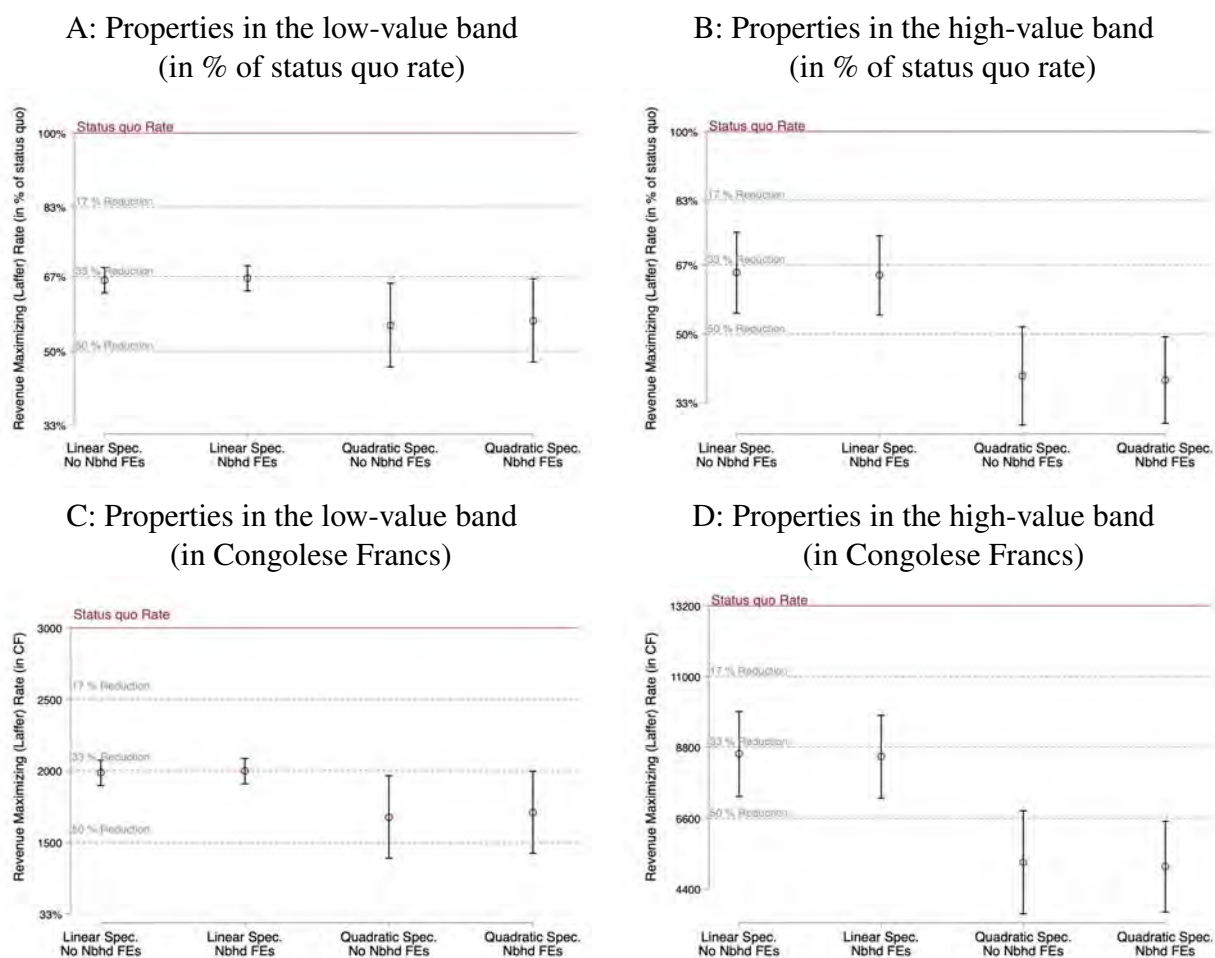 A: Properties in the low-value band
(in % of status quo rate)
Revenue Maximizing (Laffer) Rate (in % of status quo)
100%
83%
67%
50%
33%
Status quo Rate
17 % Reduction
33 % Reduction
50 % Reduction
Linear Spec.
No Nbhd FEs
Linear Spec.
Nbhd FEs
Quadratic Spec.
No Nbhd FEs
Quadratic Spec.
Nbhd FEs
B: Properties in the high-value band
(in % of status quo rate)
Revenue Maximizing (Laffer) Rate (in % of status quo)
100%
83%
67%
50%
33%
Status quo Rate
17 % Reduction
33 % Reduction
50 % Reduction
Linear Spec.
No Nbhd FEs
Linear Spec.
Nbhd FEs
Quadratic Spec.
No Nbhd FEs
Quadratic Spec.
Nbhd FEs
C: Properties in the low-value band
(in Congolese Francs)
Revenue Maximizing (Laffer) Rate (in CF)
3000
2500
2000
1500
33%
Status quo Rate
17 % Reduction
33 % Reduction
50 % Reduction
Linear Spec.
No Nbhd FEs
Linear Spec.
Nbhd FEs
Quadratic Spec.
No Nbhd FEs
Quadratic Spec.
Nbhd FEs
D: Properties in the high-value band
(in Congolese Francs)
Revenue Maximizing (Laffer) Rate (in CF)
13200
11000
8800
6600
4400
Status quo Rate
17 % Reduction
33 % Reduction
50 % Reduction
Linear Spec.
No Nbhd FEs
Linear Spec.
Nbhd FEs
Quadratic Spec.
No Nbhd FEs
Quadratic Spec.
Nbhd FEs